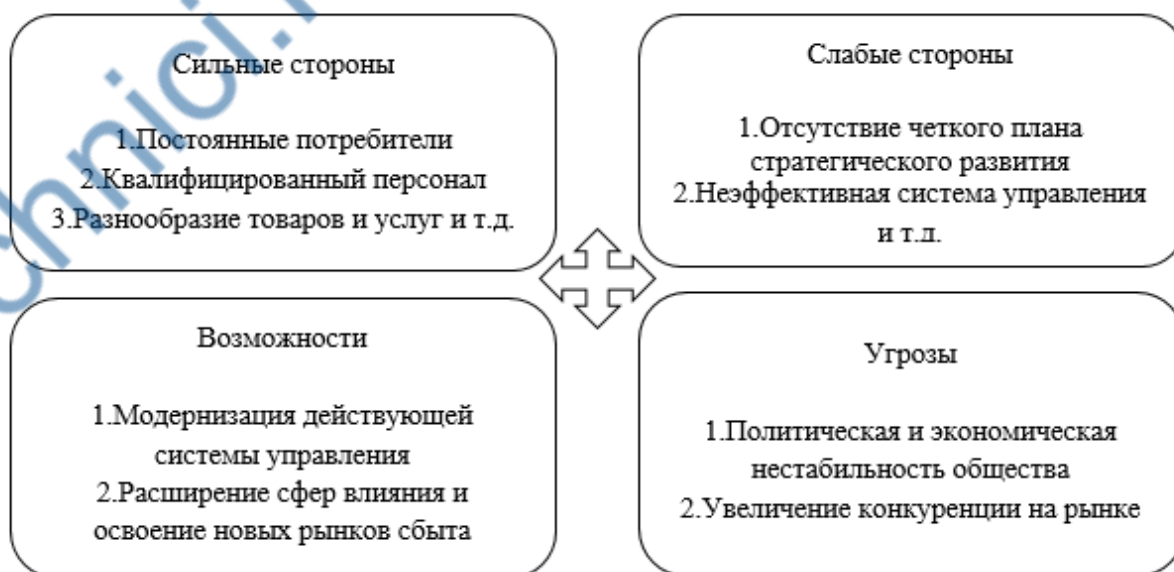 Сильные стороны
1.Постоянные потребители
2.Квалифицированный персонал
3.Разнообразие товаров и услуг и т.д.
Слабые стороны
1.Отсутствие четкого плана
стратегического развития
2.Неэффективная система управления
и т.д.
Возможности
1.Модернизация действующей
системы управления
2.Расширение сфер влияния и
освоение новых рынков сбыта
Угрозы
1.Политическая и экономическая
нестабильность общества
2.Увеличение конкуренции на рынке